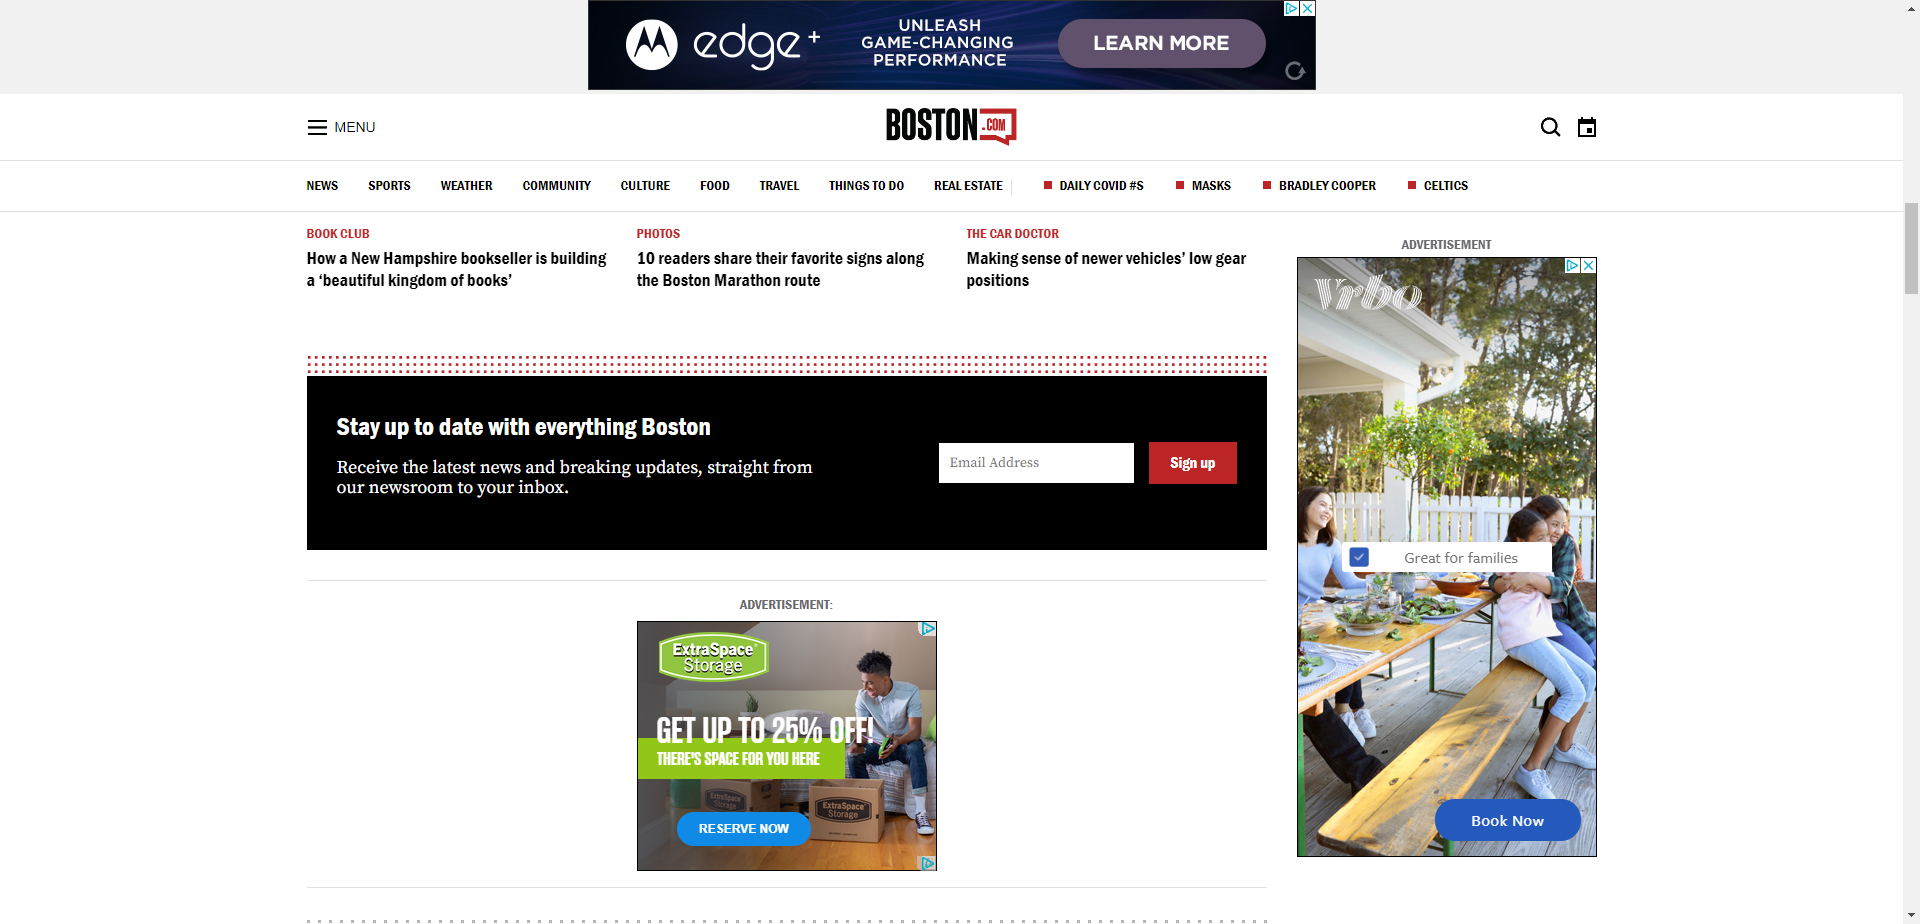 edge+
UNLEASH
GAME-CHANGING
PERFORMANCE
LEARN MORE
MENU
BOSTON.COM
NEWS SPORTS WEATHER COMMUNITY CULTURE FOOD TRAVEL THINGS TO DO REAL ESTATE DAILY COVID #S MASKS BRADLEY COOPER CELTICS
BOOK CLUB
How a New Hampshire bookseller is building
a ‘beautiful kingdom of books’
PHOTOS
10 readers share their favorite signs along
the Boston Marathon route
THE CAR DOCTOR
Making sense of newer vehicles’ low gear
positions
ADVERTISEMENT
Vrbo
Great for families
Book Now
Stay up to date with everything Boston
Receive the latest news and breaking updates, straight from
our newsroom to your inbox.
Email Address
Sign up
ADVERTISEMENT:
ExtraSpace
Storage
GET UP TO 25% OFF!
THERE'S SPACE FOR YOU HERE
ExtraSpace
Storage
ExtraSpace
Storage
RESERVE NOW